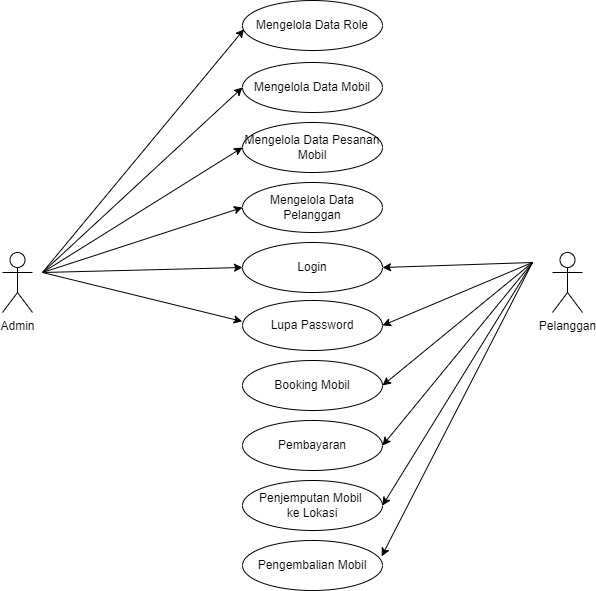 Mengelola Data Role
Mengelola Data Mobil
Mengelola Data Pesanan
Mobil
Mengelola Data
Pelanggan
Login
Admin
Lupa Password
Pelanggan
Booking Mobil
Pembayaran
Penjemputan Mobil
ke Lokasi
Pengembalian Mobil